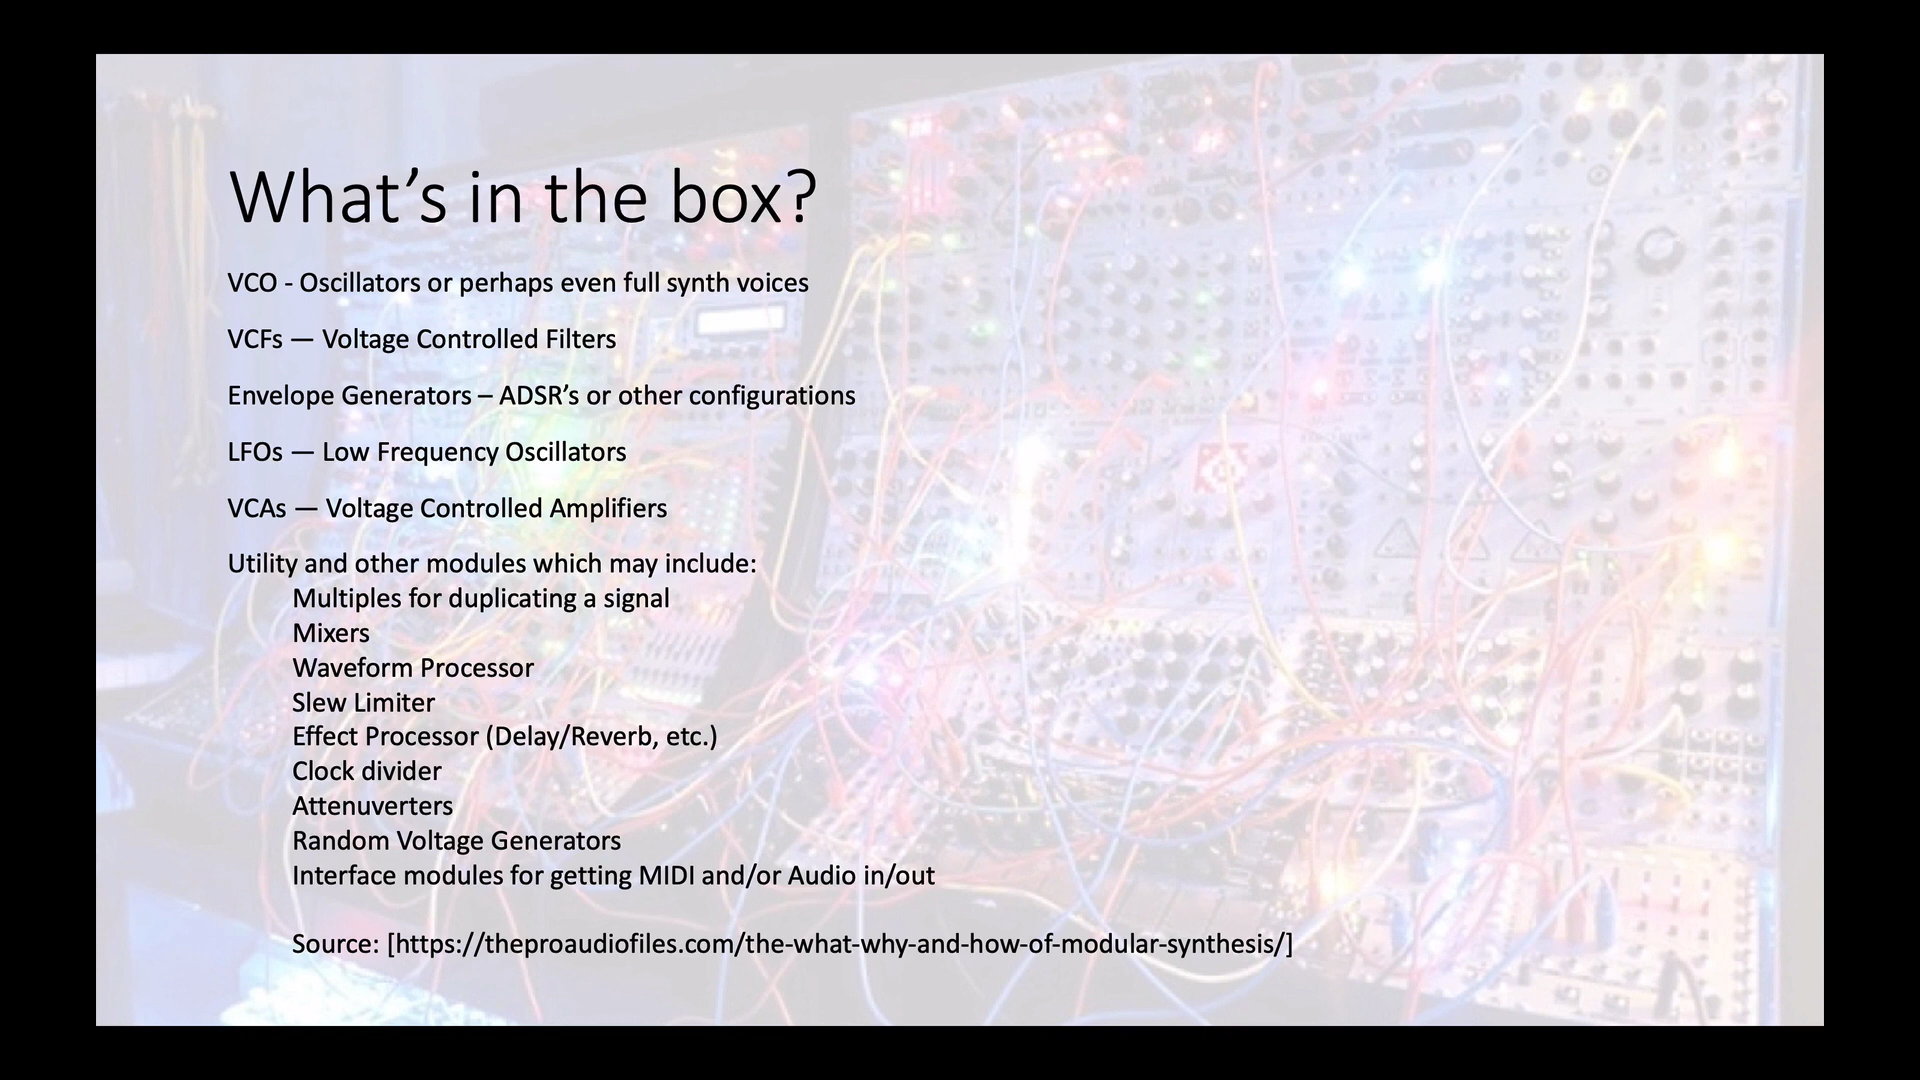 What’s in the box?
VCO - Oscillators or perhaps even full synth voices
VCFs — Voltage Controlled Filters
Envelope Generators – ADSR’s or other configurations
LFOs — Low Frequency Oscillators
VCAs — Voltage Controlled Amplifiers
Utility and other modules which may include:
Multiples for duplicating a signal
Mixers
Waveform Processor
Slew Limiter
Effect Processor (Delay/Reverb, etc.)
Clock divider
Attenuverters
Random Voltage Generators
Interface modules for getting MIDI and/or Audio in/out
Source: [https://theproaudiofiles.com/the-what-why-and-how-of-modular-synthesis/]